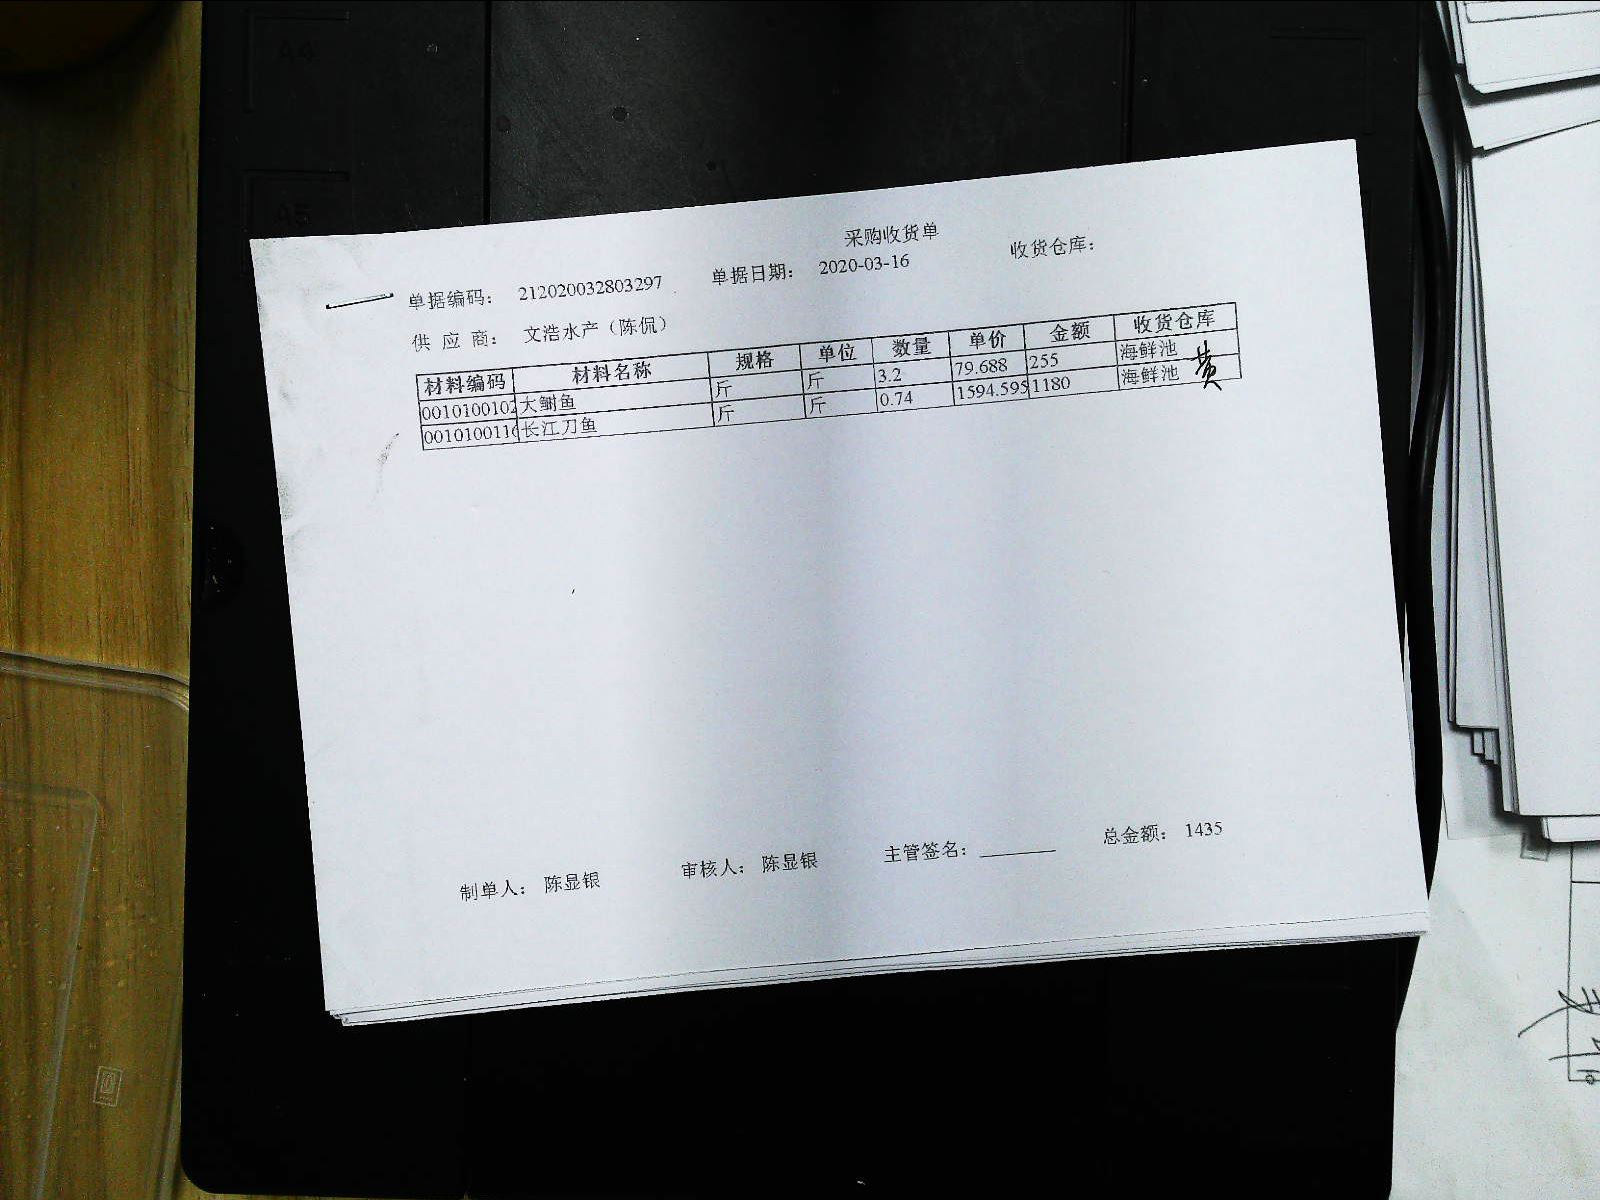 采购收货单
单据编码： 212020032803297 单据日期： 2020-03-16 收货仓库：
供 应 商： 文浩水产（陈侃）
材料编码 材料名称 规格 单位 数量 单价 金额 收货仓库
0010100102 大鲥鱼 斤 斤 3.2 79.688 255 海鲜池
001010011 长江刀鱼 斤 斤 0.74 1594.595 1180 海鲜池
黄
制单人： 陈显银 审核人： 陈显银 主管签名： 总金额： 1435